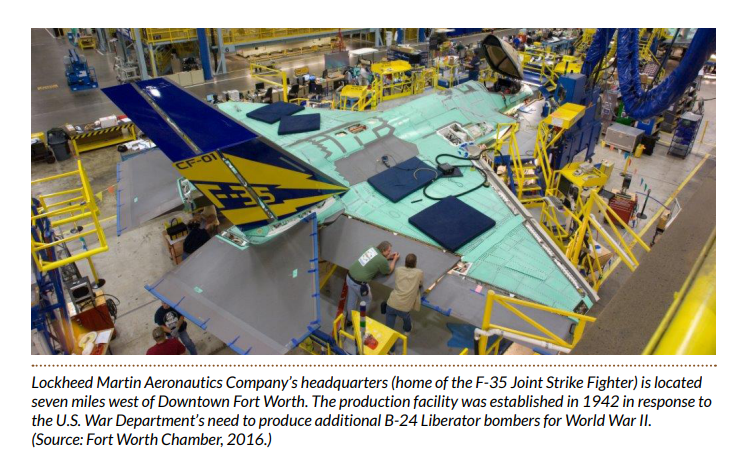 CF-01
Lockheed Martin Aeronautics Company's headquarters (home of the F-35 Joint Strike Fighter) is located
seven miles west of Downtown Fort Worth. The production facility was established in 1942 in response to
the U.S. War Department's need to produce additional B-24 Liberator bombers for World War II.
(Source: Fort Worth Chamber, 2016.)